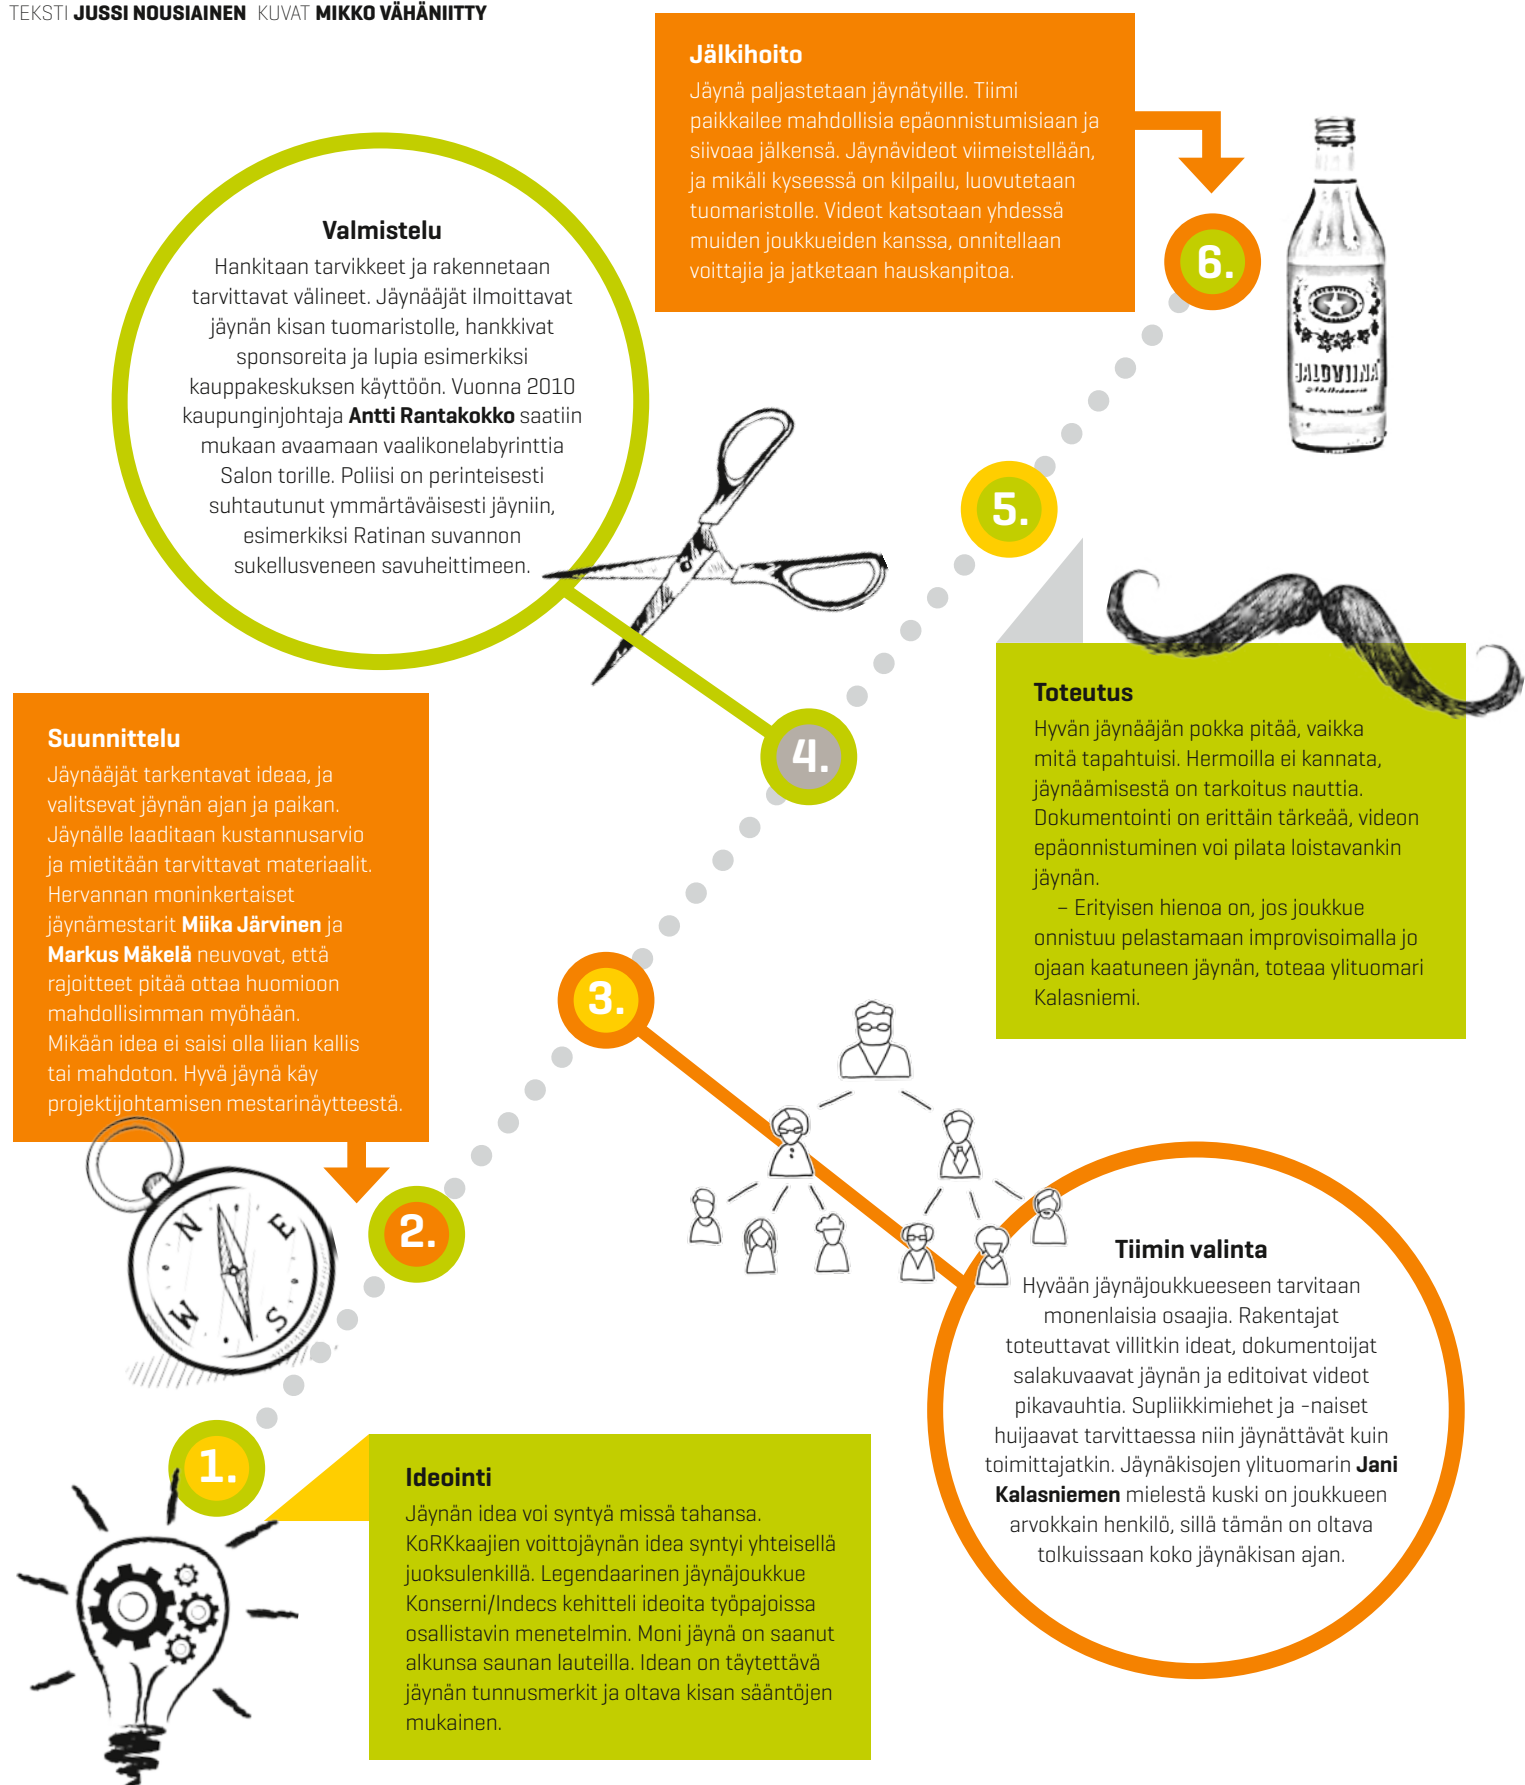 TEKSTI JUSSI NOUSIAINEN KUVAT MIKKO VÄHÄNIITTY
Jälkihoito
Jäynä paljastetaan jäynätyille. Tiimi
paikkailee mahdollisia epäonnistumisiaan ja
siivoaa jälkensä. Jäynävideot viimeistellään,
ja mikäli kyseessä on kilpailu, luovutetaan
tuomaristolle. Videot katsotaan yhdessä
muiden joukkueiden kanssa, onnitellaan
voittajia ja jatketaan hauskanpitoa.
6.
JALOVIINA
Valmistelu
Hankitaan tarvikkeet ja rakennetaan
tarvittavat välineet. Jäynääjät ilmoittavat
jäynän kisan tuomaristolle, hankkivat
sponsoreita ja lupia esimerkiksi
kauppakeskuksen käyttöön. Vuonna 2010
kaupunginjohtaja Antti Rantakokko saatiin
mukaan avaamaan vaalikonelabyrinttia
Salon torille. Poliisi on perinteisesti
suhtautunut ymmärtäväisesti jäyniin,
esimerkiksi Ratinan suvannon
sukellusveneen savuheittimeen.
5.
4.
Toteutus
Hyvän jäynääjän pokka pitää, vaikka
mitä tapahtuisi. Hermoilla ei kannata,
jäynäämisestä on tarkoitus nauttia.
Dokumentointi on erittäin tärkeää, videon
epäonnistuminen voi pilata loistavankin
jäynän.
– Erityisen hienoa on, jos joukkue
onnistuu pelastamaan improvisoimalla jo
ojaan kaatuneen jäynän, toteaa ylituomari
Kalasniemi.
Suunnittelu
Jäynääjät tarkentavat ideaa, ja
valitsevat jäynän ajan ja paikan.
Jäynälle laaditaan kustannusarvio
ja mietitään tarvittavat materiaalit.
Hervannan moninkertaiset
jäynämestarit Miika Järvinen ja
Markus Mäkelä neuvovat, että
rajoitteet pitää ottaa huomioon
mahdollisimman myöhään.
Mikään idea ei saisi olla liian kallis
tai mahdoton. Hyvä jäynä käy
projektijohtamisen mestarinäytteestä.
3.
2.
N
E
S
W
Tiimin valinta
Hyvään jäynäjoukkueeseen tarvitaan
monenlaisia osaajia. Rakentajat
toteuttavat villitkin ideat, dokumentoijat
salakuvaavat jäynän ja editoivat videot
pikavauhtia. Supliikkimiehet ja -naiset
huijaavat tarvittaessa niin jäynättävät kuin
toimittajatkin. Jäynäkisojen ylituomarin Jani
Kalasniemen mielestä kuski on joukkueen
arvokkain henkilö, sillä tämän on oltava
tolkuissaan koko jäynäkisan ajan.
1.
Ideointi
Jäynän idea voi syntyä missä tahansa.
KoRKkaajien voittojäynän idea syntyi yhteisellä
juoksulenkillä. Legendaarinen jäynäjoukkue
Konserni/Indecs kehitteli ideoita työpajoissa
osallistavin menetelmin. Moni jäynä on saanut
alkunsa saunan lauteilla. Idean on täytettävä
jäynän tunnusmerkit ja oltava kisan sääntöjen
mukainen.